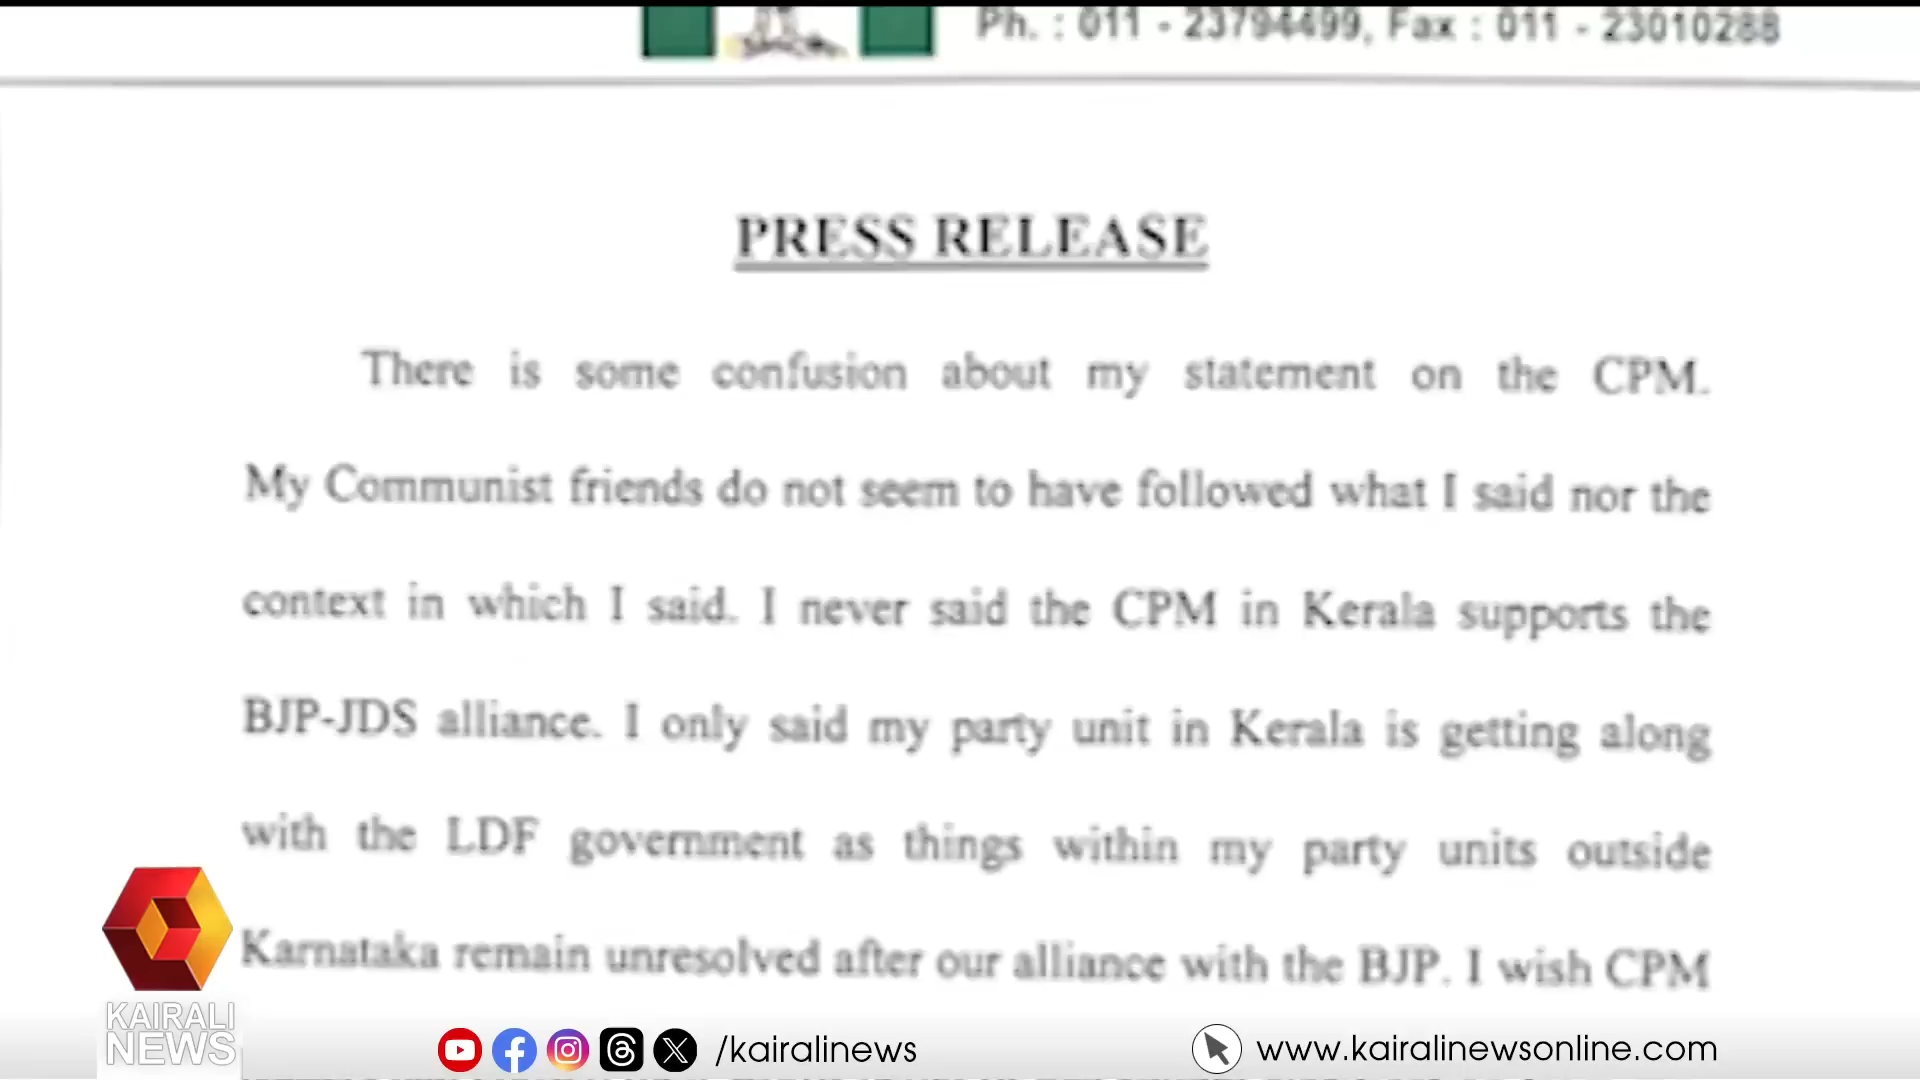 Ph. : 011 - 23794499, Fax : 011 - 23010288
PRESS RELEASE
There is some confusion about my statement on the CPM.
My Communist friends do not seem to have followed what I said nor the
context in which I said. I never said the CPM in Kerala supports the
BJP-JDS alliance. I only said my party unit in Kerala is getting along
with the LDF government as things within my party units outside
Karnataka remain unresolved after our alliance with the BJP. I wish CPM
KAIRALI
NEWS
/kairalinews
www.kairalinewsonline.com